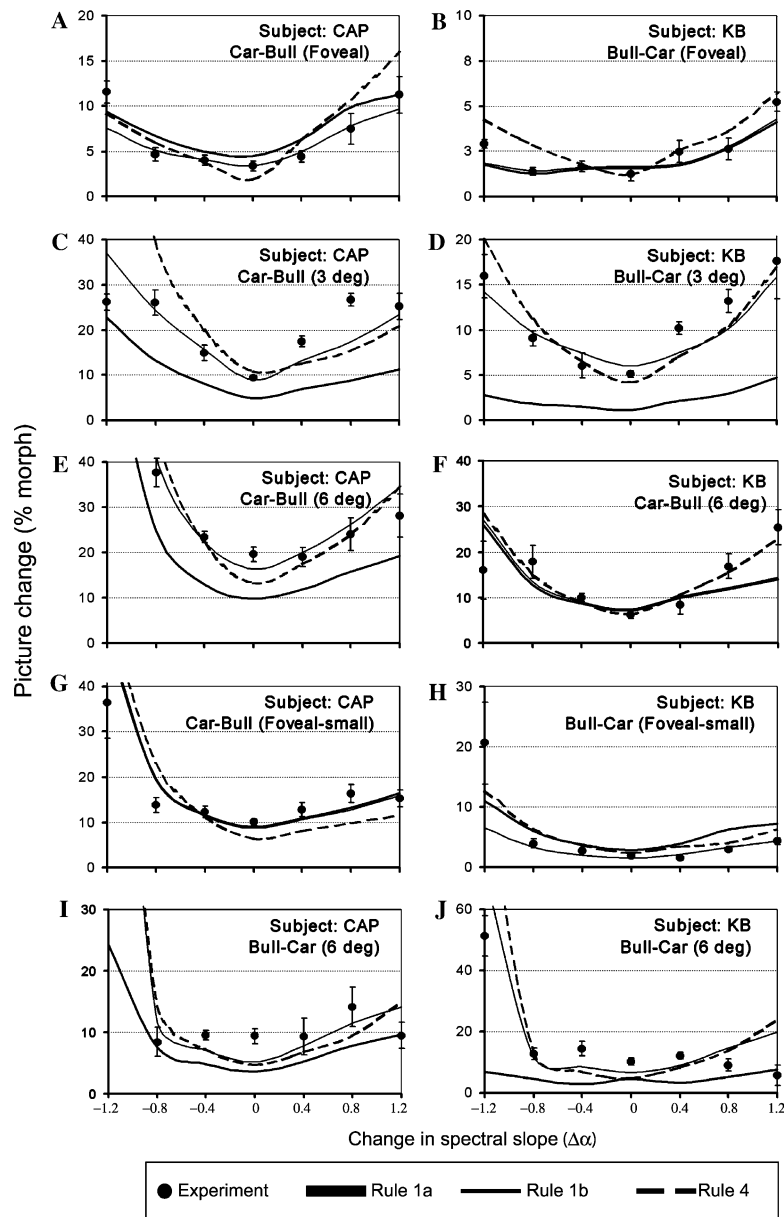 A
Subject: CAP
Car-Bull (Foveal)
20
15
10
5
0
B
Subject: KB
Bull-Car (Foveal)
10
8
5
3
0
C
Subject: CAP
Car-Bull (3 deg)
40
30
20
10
0
D
Subject: KB
Bull-Car (3 deg)
20
15
10
5
0
E
Subject: CAP
Car-Bull (6 deg)
40
30
20
10
0
F
Subject: KB
Car-Bull (6 deg)
40
30
20
10
0
G
Subject: CAP
Car-Bull (Foveal-small)
40
30
20
10
0
H
Subject: KB
Bull-Car (Foveal-small)
30
20
10
0
I
Subject: CAP
Bull-Car (6 deg)
30
20
10
0
J
Subject: KB
Bull-Car (6 deg)
60
40
20
0
Picture change (% morph)
−1.2 −0.8 −0.4 0 0.4 0.8 1.2
−1.2 −0.8 −0.4 0 0.4 0.8 1.2
Change in spectral slope (Δα)
Experiment Rule 1a Rule 1b Rule 4